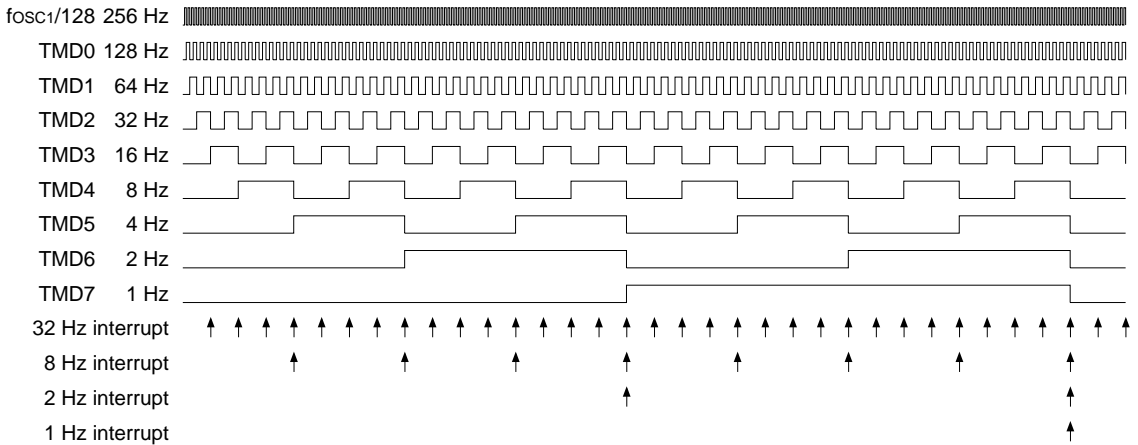 fOSC1/128 256 Hz
TMD0 128 Hz
TMD1 64 Hz
TMD2 32 Hz
TMD3 16 Hz
TMD4 8 Hz
TMD5 4 Hz
TMD6 2 Hz
TMD7 1 Hz
32 Hz interrupt
8 Hz interrupt
2 Hz interrupt
1 Hz interrupt